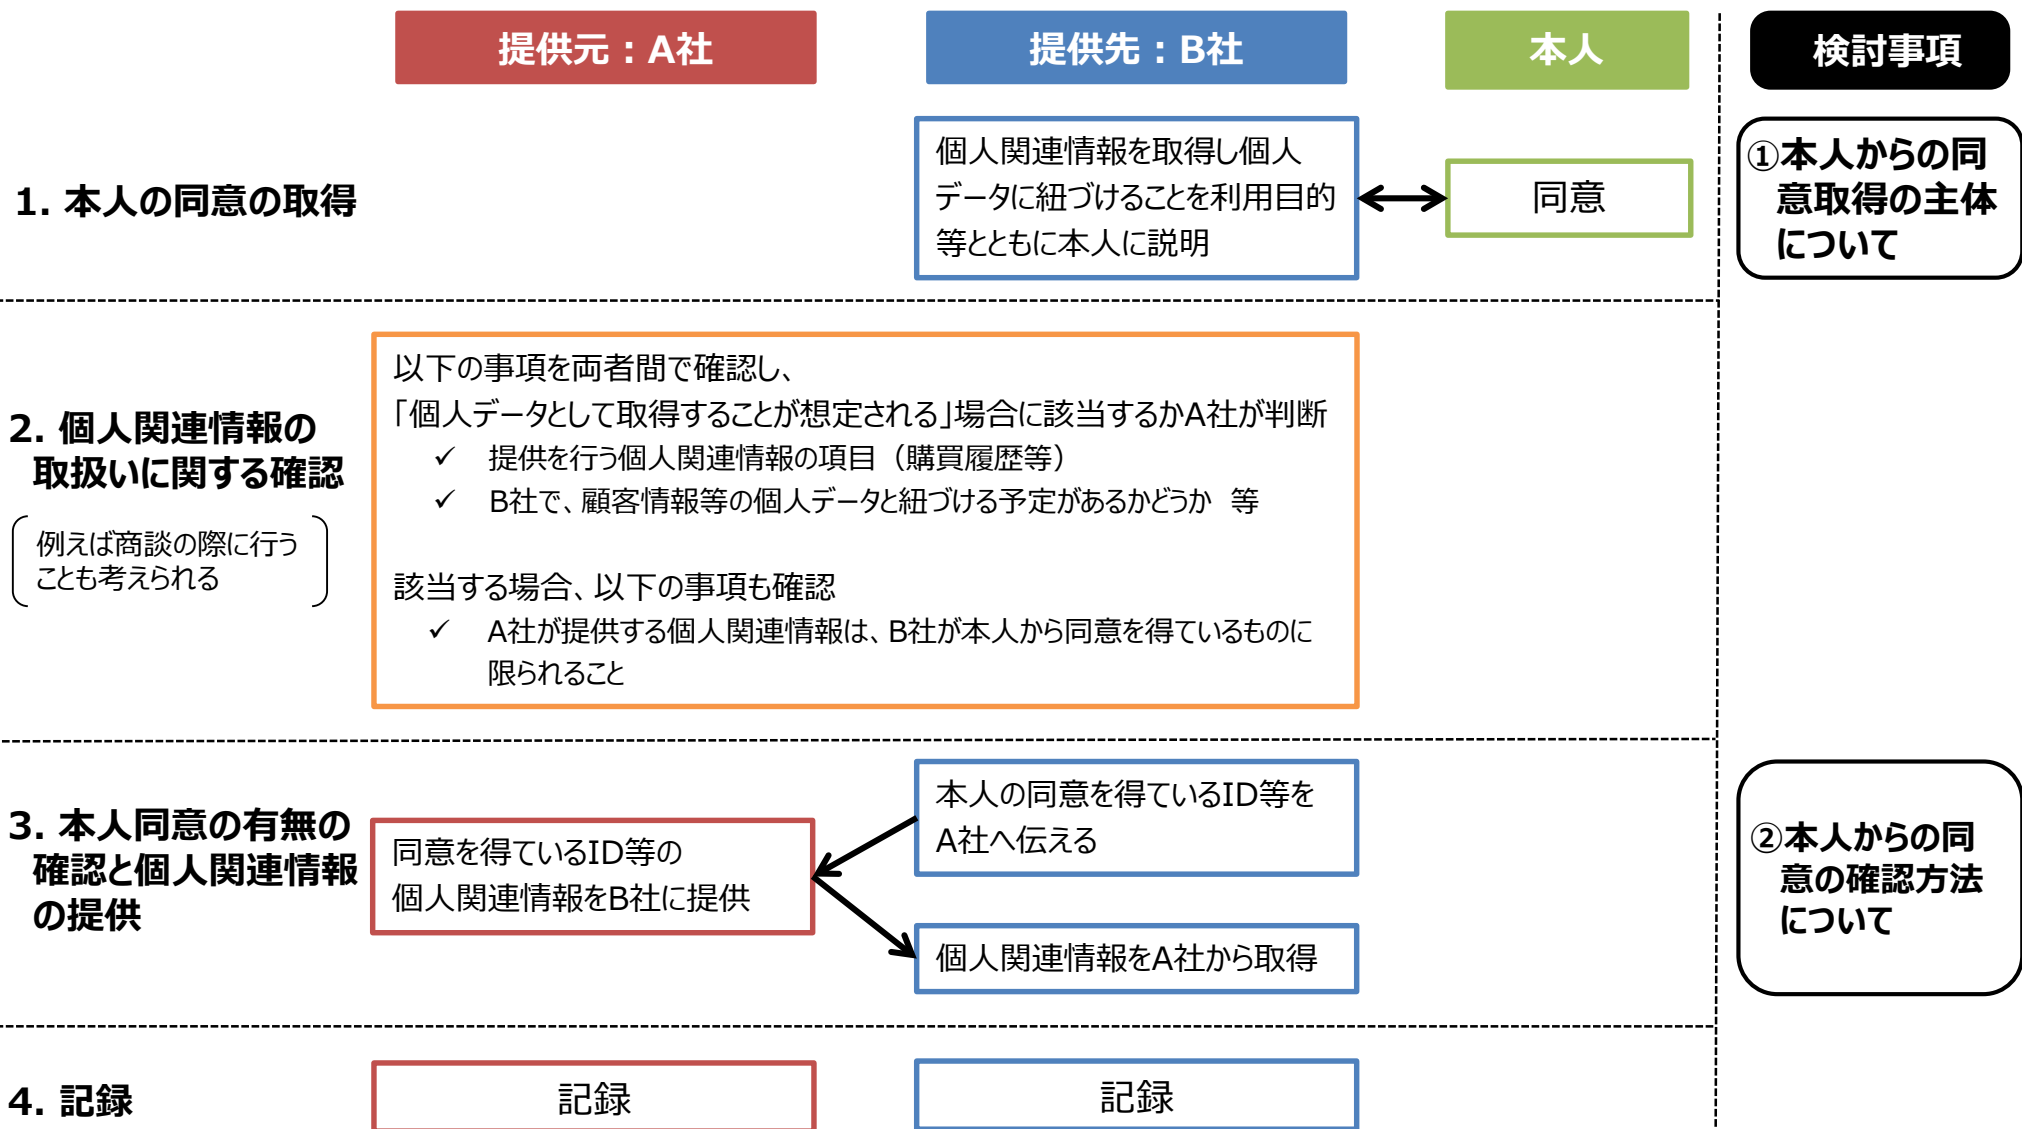 提供元：A社
提供先：B社
本人
検討事項
1. 本人の同意の取得
個人関連情報を取得し個人
データに紐づけることを利用目的
等とともに本人に説明
同意
①本人からの同
意取得の主体
について
2. 個人関連情報の
取扱いに関する確認
例えば商談の際に行う
ことも考えられる
以下の事項を両者間で確認し、
「個人データとして取得することが想定される」場合に該当するかA社が判断
✓ 提供を行う個人関連情報の項目（購買履歴等）
✓ B社で、顧客情報等の個人データと紐づける予定があるかどうか 等
該当する場合、以下の事項も確認
✓ A社が提供する個人関連情報は、B社が本人から同意を得ているものに
限られること
3. 本人同意の有無の
確認と個人関連情報
の提供
同意を得ているID等の
個人関連情報をB社に提供
本人の同意を得ているID等を
A社へ伝える
個人関連情報をA社から取得
②本人からの同
意の確認方法
について
4. 記録
記録
記録